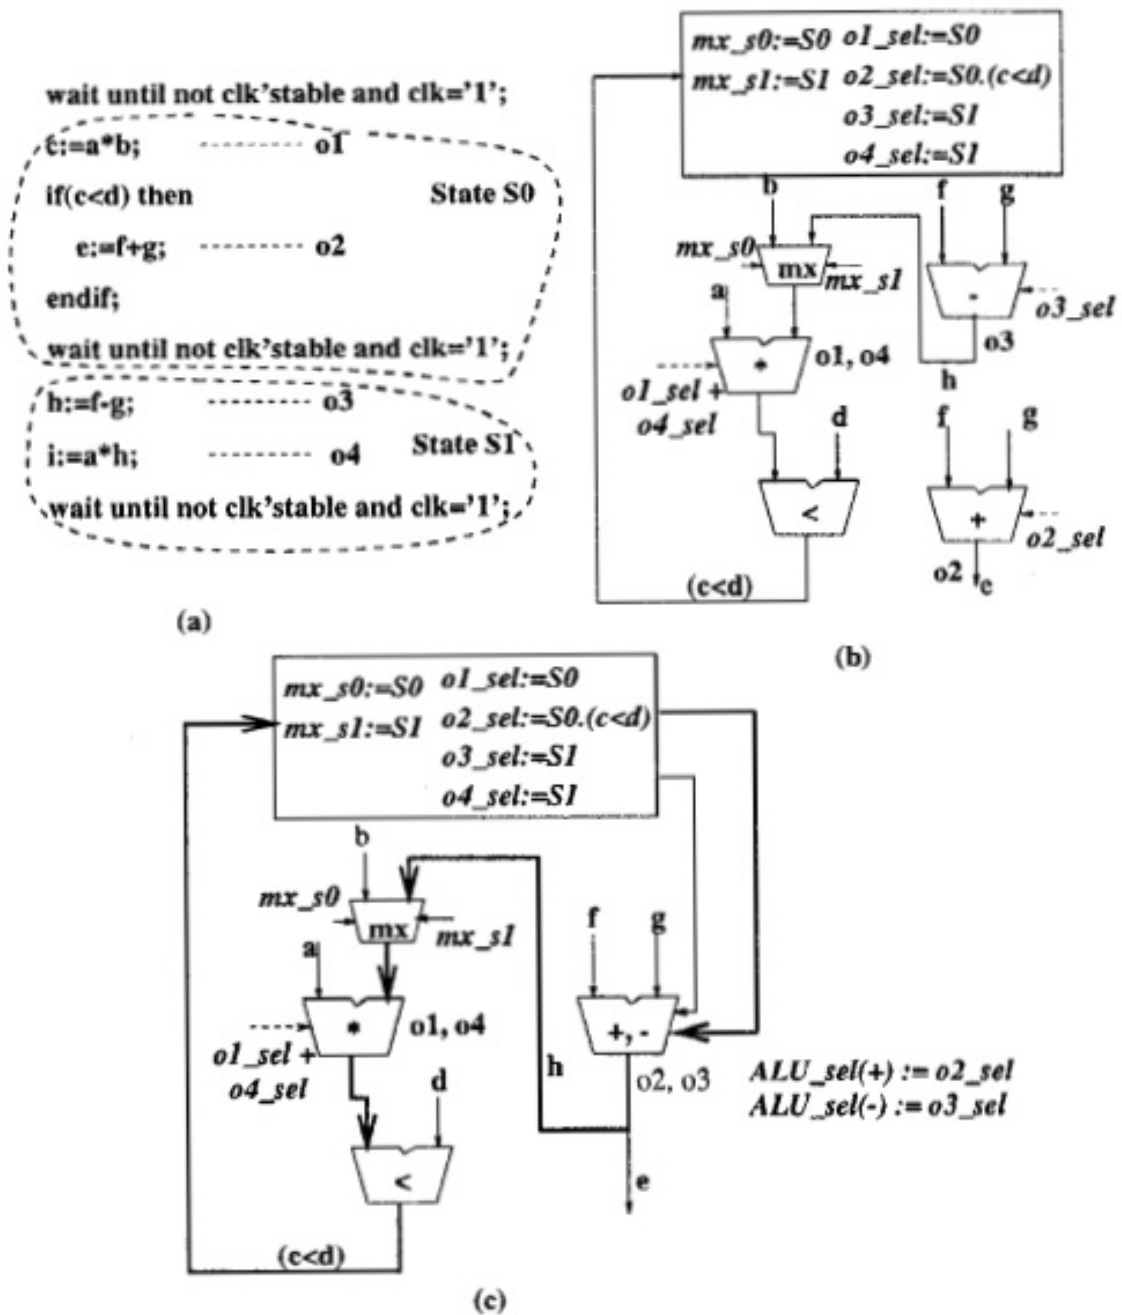 wait until not clk'stable and clk='1';
c:=a*b; ---------- o1
if(c<d) then State S0
e:=f+g; ---------- o2
endif;
wait until not clk'stable and clk='1';
h:=f-g; ---------- o3
i:=a*h; ---------- o4 State S1
wait until not clk'stable and clk='1';
(a)
mx_s0:=S0 o1_sel:=S0
mx_s1:=S1 o2_sel:=S0.(c<d)
o3_sel:=S1
o4_sel:=S1
b f g
mx_s0 mx mx_s1
a
- o3_sel
o3
h
* o1, o4
o1_sel +
o4_sel
d f g
<
+ o2_sel
o2 e
(c<d)
(b)
mx_s0:=S0 o1_sel:=S0
mx_s1:=S1 o2_sel:=S0.(c<d)
o3_sel:=S1
o4_sel:=S1
b
mx_s0 mx mx_s1
f g
a
* o1, o4
o1_sel +
o4_sel
+, -
h o2, o3
ALU_sel(+) := o2_sel
ALU_sel(-) := o3_sel
d
<
e
(c<d)
(c)